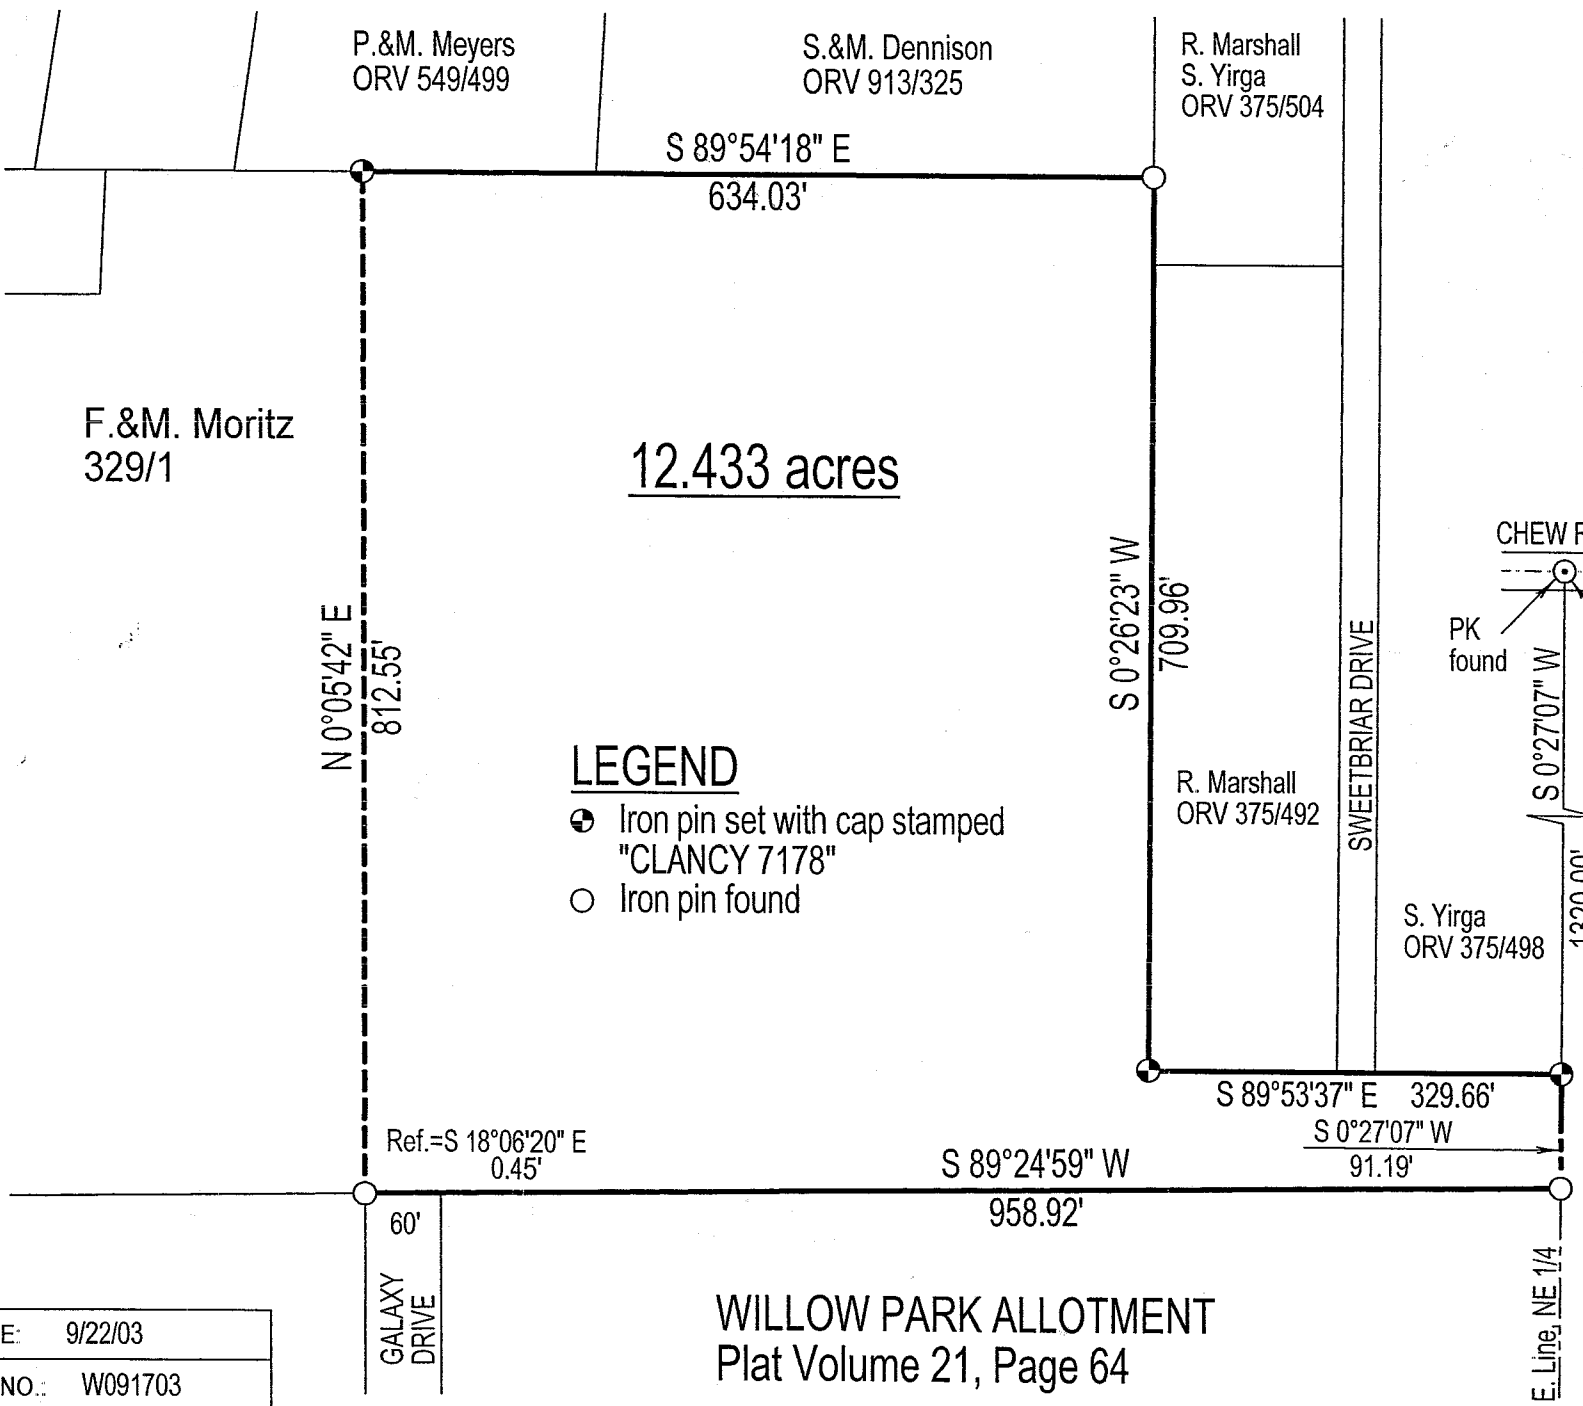 P.&M. Meyers
ORV 549/499
S.&M. Dennison
ORV 913/325
R. Marshall
S. Yirga
ORV 375/504
S 89°54'18" E
634.03'
F.&M. Moritz
329/1
12.433 acres
N 0°05'42" E
812.55'
S 0°26'23" W
709.96'
CHEW
PK
found
S 0°27'07" W
1320.00'
SWEETBRIAR DRIVE
LEGEND
Iron pin set with cap stamped
"CLANCY 7178"
Iron pin found
R. Marshall
ORV 375/492
S. Yirga
ORV 375/498
S 89°53'37" E 329.66'
S 0°27'07" W
91.19'
Ref.=S 18°06'20" E
0.45'
S 89°24'59" W
958.92'
60'
GALAXY
DRIVE
WILLOW PARK ALLOTMENT
Plat Volume 21, Page 64
E. Line, NE 1/4
E: 9/22/03
NO.: W091703